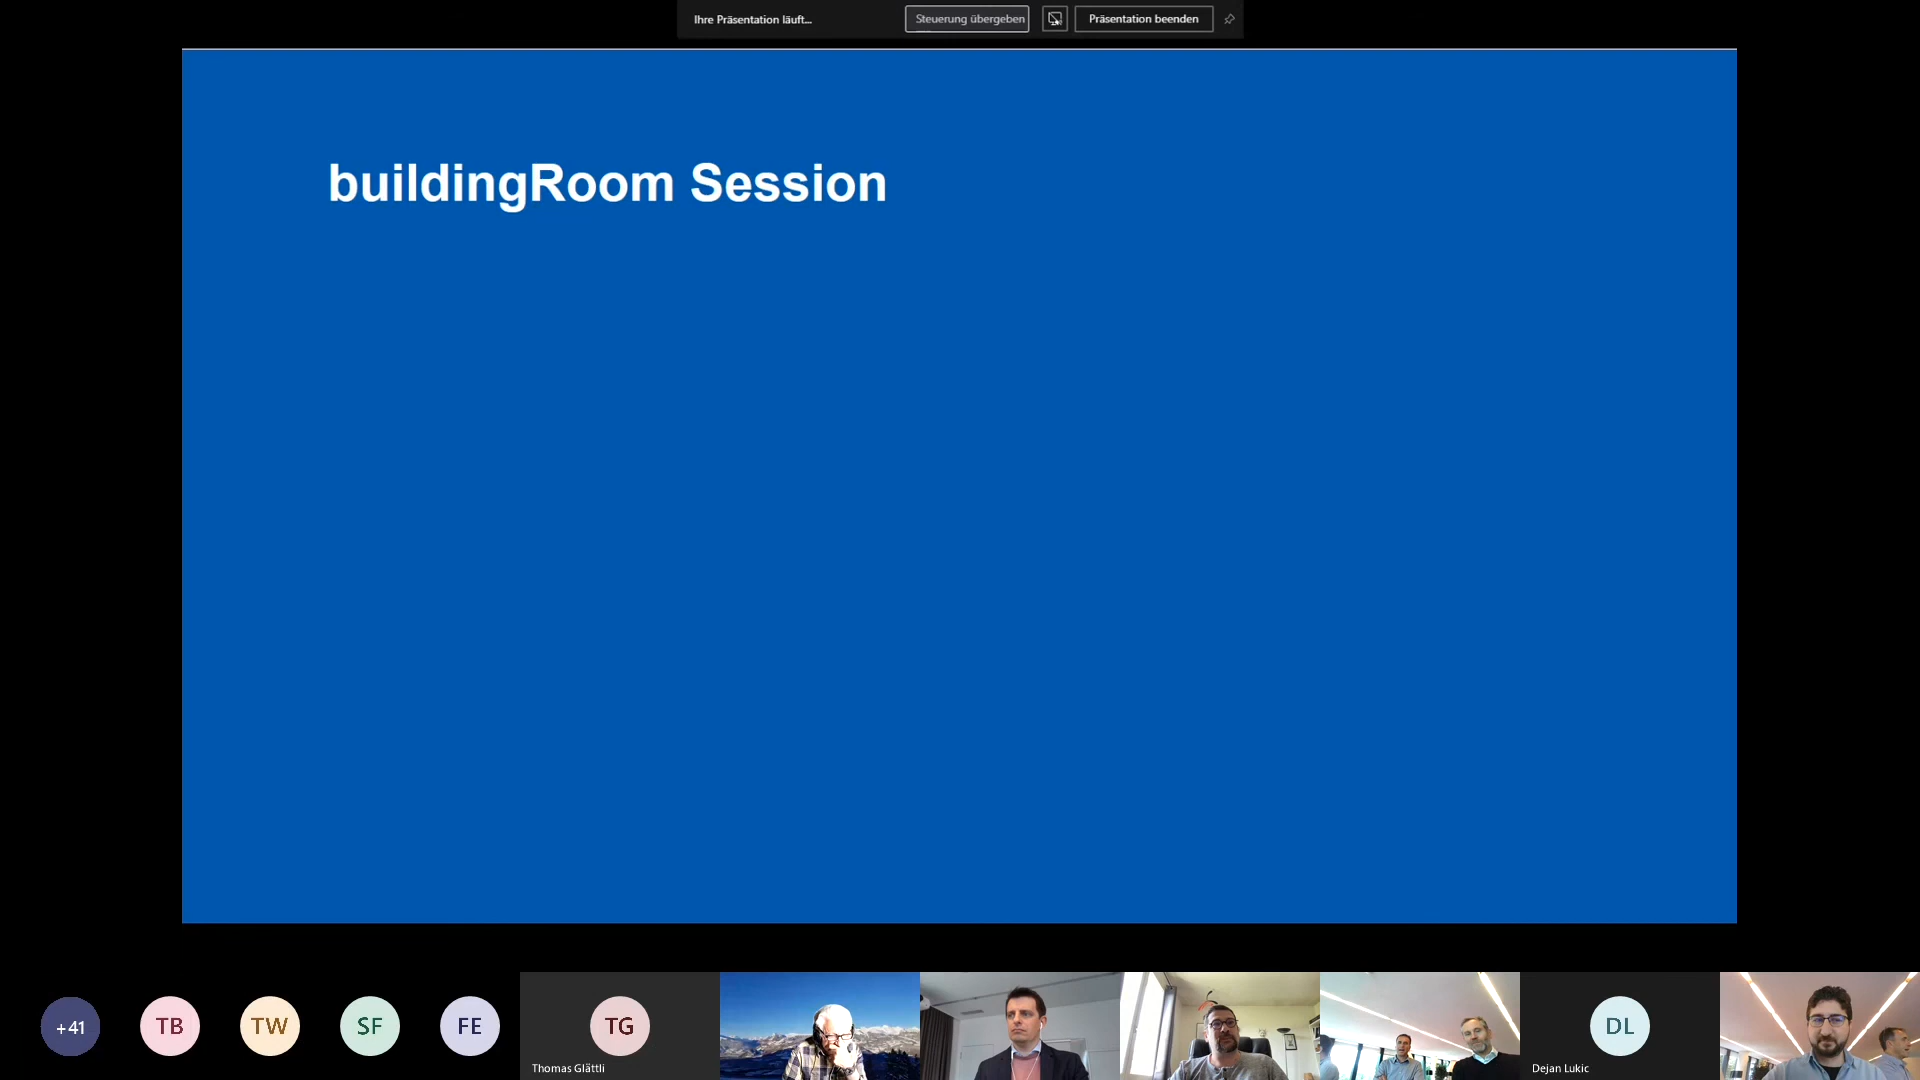 Ihre Präsentation läuft...
Steuerung übergeben
Präsentation beenden
buildingRoom Session
+41
TB
TW
SF
FE
TG
DL
Thomas Glättli
Dejan Lukic